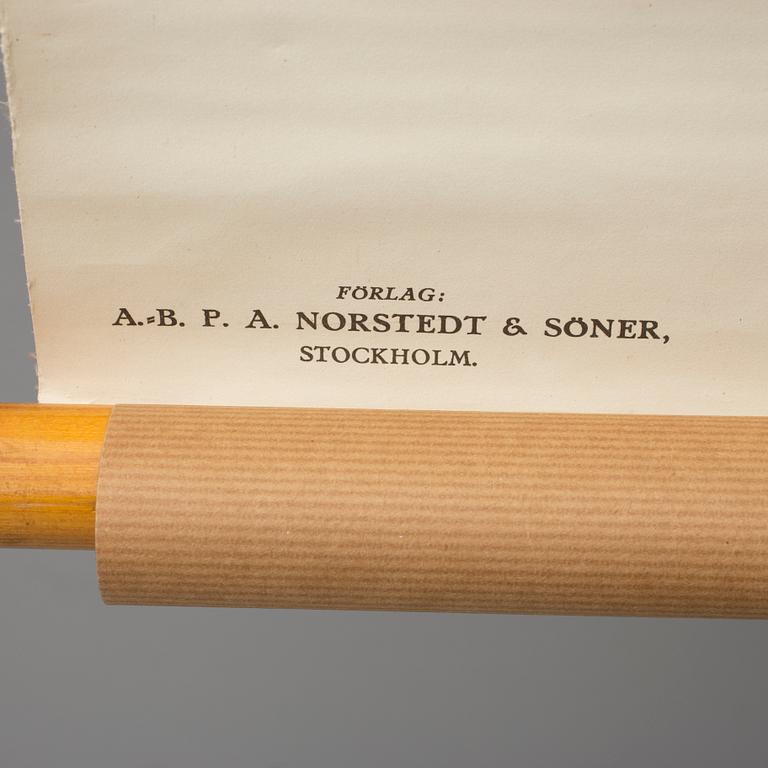 FÖRLAG:
A.=B. P. A. NORSTEDT & SÖNER,
STOCKHOLM.